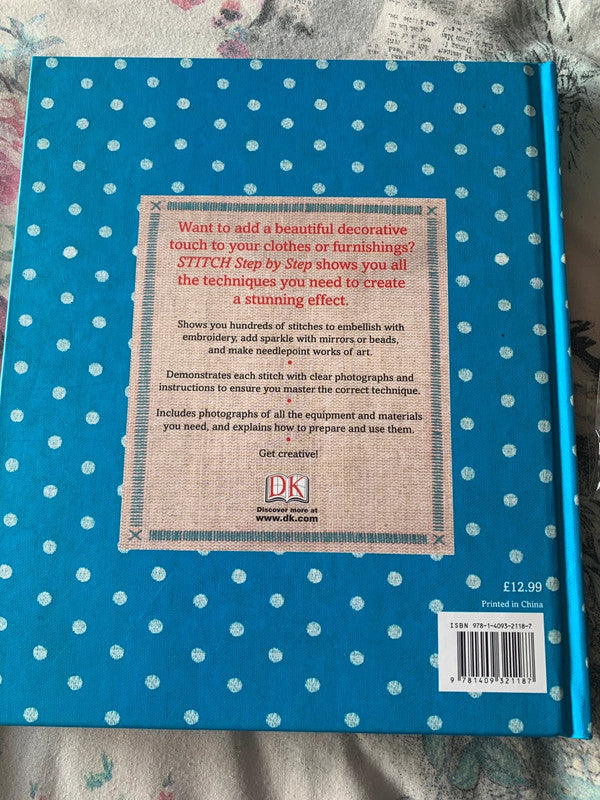 Want to add a beautiful decorative
touch to your clothes or furnishings?
STITCH Step by Step shows you all
the techniques you need to create
a stunning effect.
Shows you hundreds of stitches to embellish with
embroidery, add sparkle with mirrors or beads,
and make needlepoint works of art.
Demonstrates each stitch with clear photographs and
instructions to ensure you master the correct technique.
Includes photographs of all the equipment and materials
you need, and explains how to prepare and use them.
Get creative!
DK
Discover more at
www.dk.com
£12.99
Printed in China
ISBN 978-1-4093-2118-7
9 781409 321187